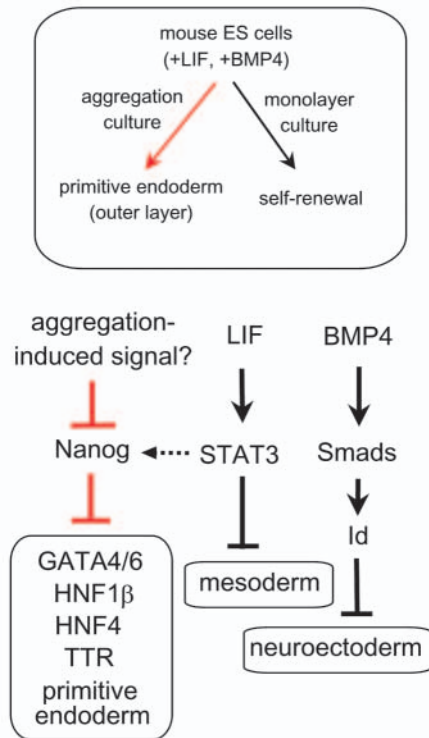 mouse ES cells
(+LIF, +BMP4)
aggregation
culture
monolayer
culture
primitive endoderm
(outer layer)
self-renewal
aggregation-
induced signal?
LIF
BMP4
Nanog
STAT3
Smads
Id
GATA4/6
HNF1β
HNF4
TTR
primitive
endoderm
mesoderm
neuroectoderm